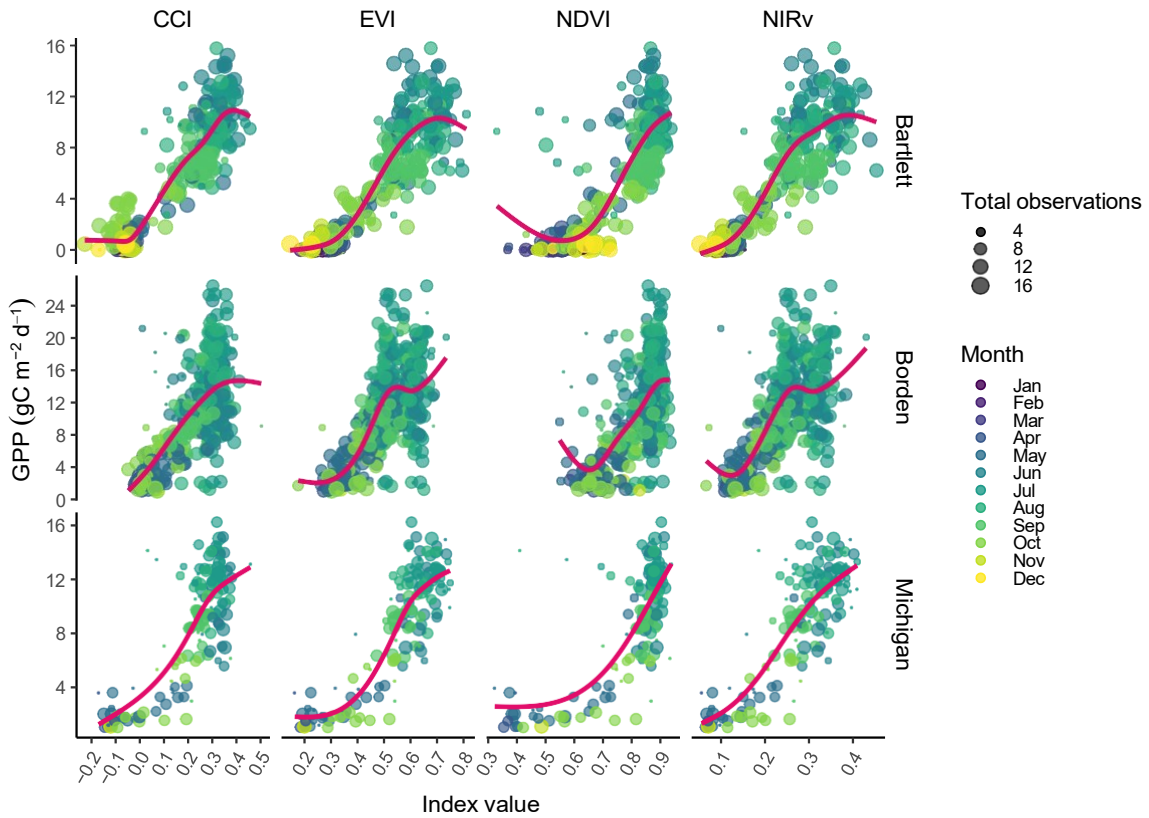 CCI EVI NDVI NIRv
16
12
8
4
0
Bartlett
24
20
16
12
8
4
0
Borden
16
12
8
4
Michigan
GPP (gC m⁻² d⁻¹)
−0.2 −0.1 0.0 0.1 0.2 0.3 0.4 0.5 0.2 0.3 0.4 0.5 0.6 0.7 0.8 0.3 0.4 0.5 0.6 0.7 0.8 0.9 0.1 0.2 0.3 0.4
Index value
Total observations
4
8
12
16
Month
Jan
Feb
Mar
Apr
May
Jun
Jul
Aug
Sep
Oct
Nov
Dec